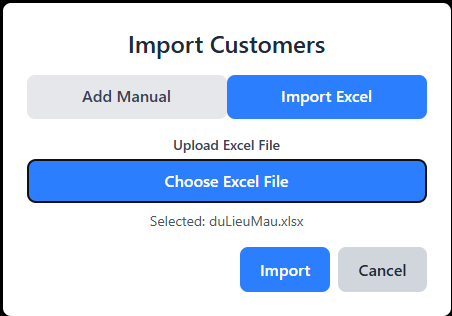 Import Customers
Add Manual Import Excel
Upload Excel File
Choose Excel File
Selected: duLieuMau.xlsx
Import Cancel